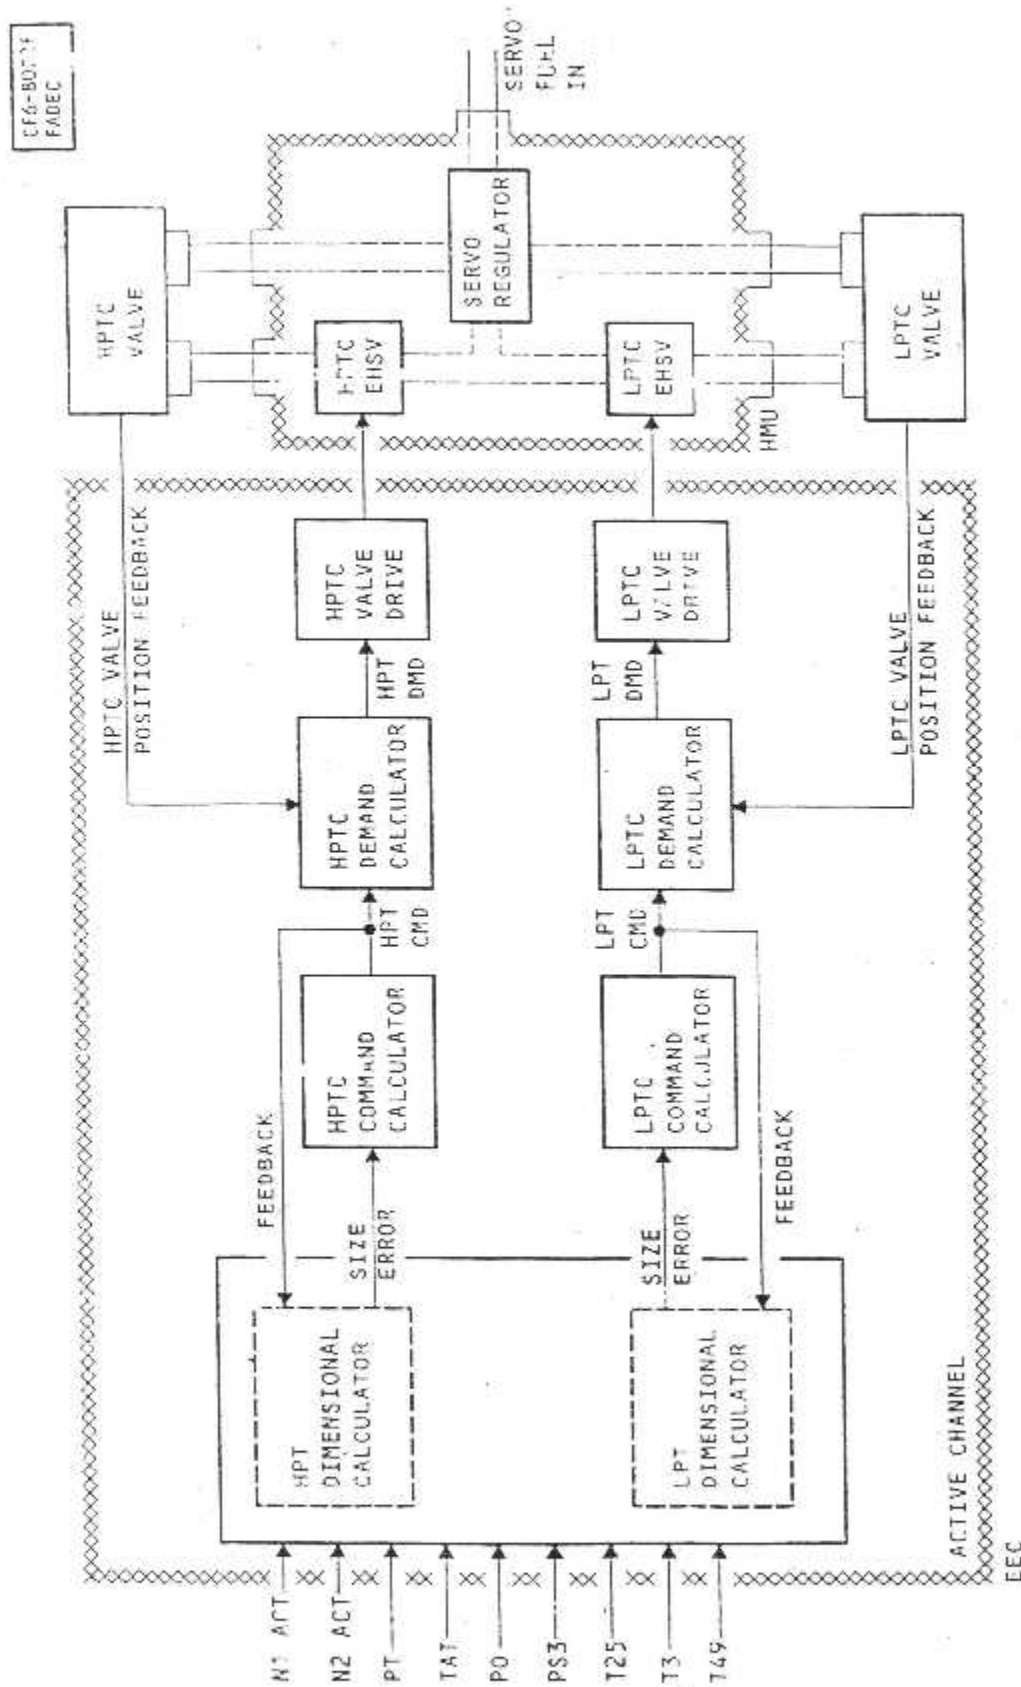 FADEC
HPTC
VALVE
SERVO
FUEL
IN
HPTC VALVE
POSITION FEEDBACK
HPTC
EHSV
SERVO
REGULATOR
LPTC
EHSV
HMU
LPTC
VALVE
HPTC
VALVE
DRIVE
HPT
DMD
HPTC
DEMAND
CALCULATOR
HPT
CMD
HPTC
COMMAND
CALCULATOR
FEEDBACK
SIZE
ERROR
HPT
DIMENSIONAL
CALCULATOR
LPTC
VALVE
DRIVE
LPT
DMD
LPTC
DEMAND
CALCULATOR
LPT
CMD
LPTC
COMMAND
CALCULATOR
SIZE
ERROR
FEEDBACK
LPT
DIMENSIONAL
CALCULATOR
LPTC VALVE
POSITION FEEDBACK
N1 ACT
N2 ACT
PT
TAT
PO
PS3
T25
T3
T49
ACTIVE CHANNEL
EEC